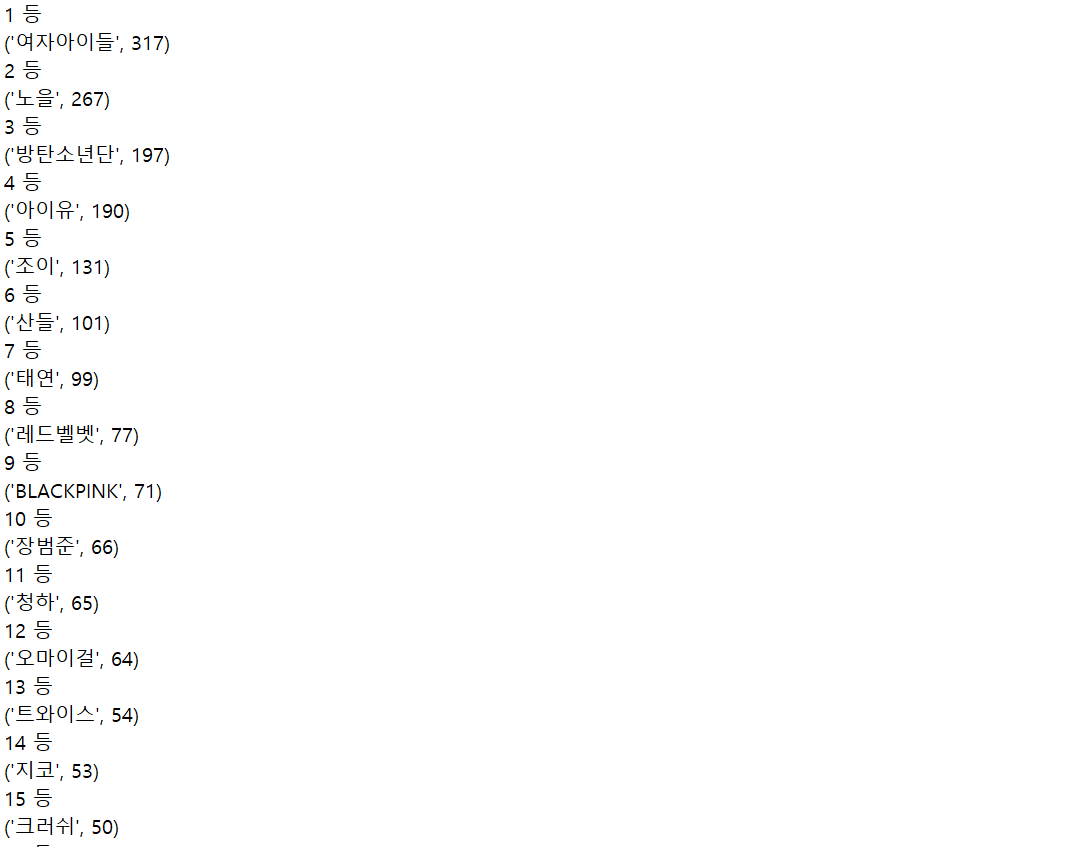 1 등
('여자아이들', 317)
2 등
('노을', 267)
3 등
('방탄소년단', 197)
4 등
('아이유', 190)
5 등
('조이', 131)
6 등
('산들', 101)
7 등
('태연', 99)
8 등
('레드벨벳', 77)
9 등
('BLACKPINK', 71)
10 등
('장범준', 66)
11 등
('청하', 65)
12 등
('오마이걸', 64)
13 등
('트와이스', 54)
14 등
('지코', 53)
15 등
('크러쉬', 50)